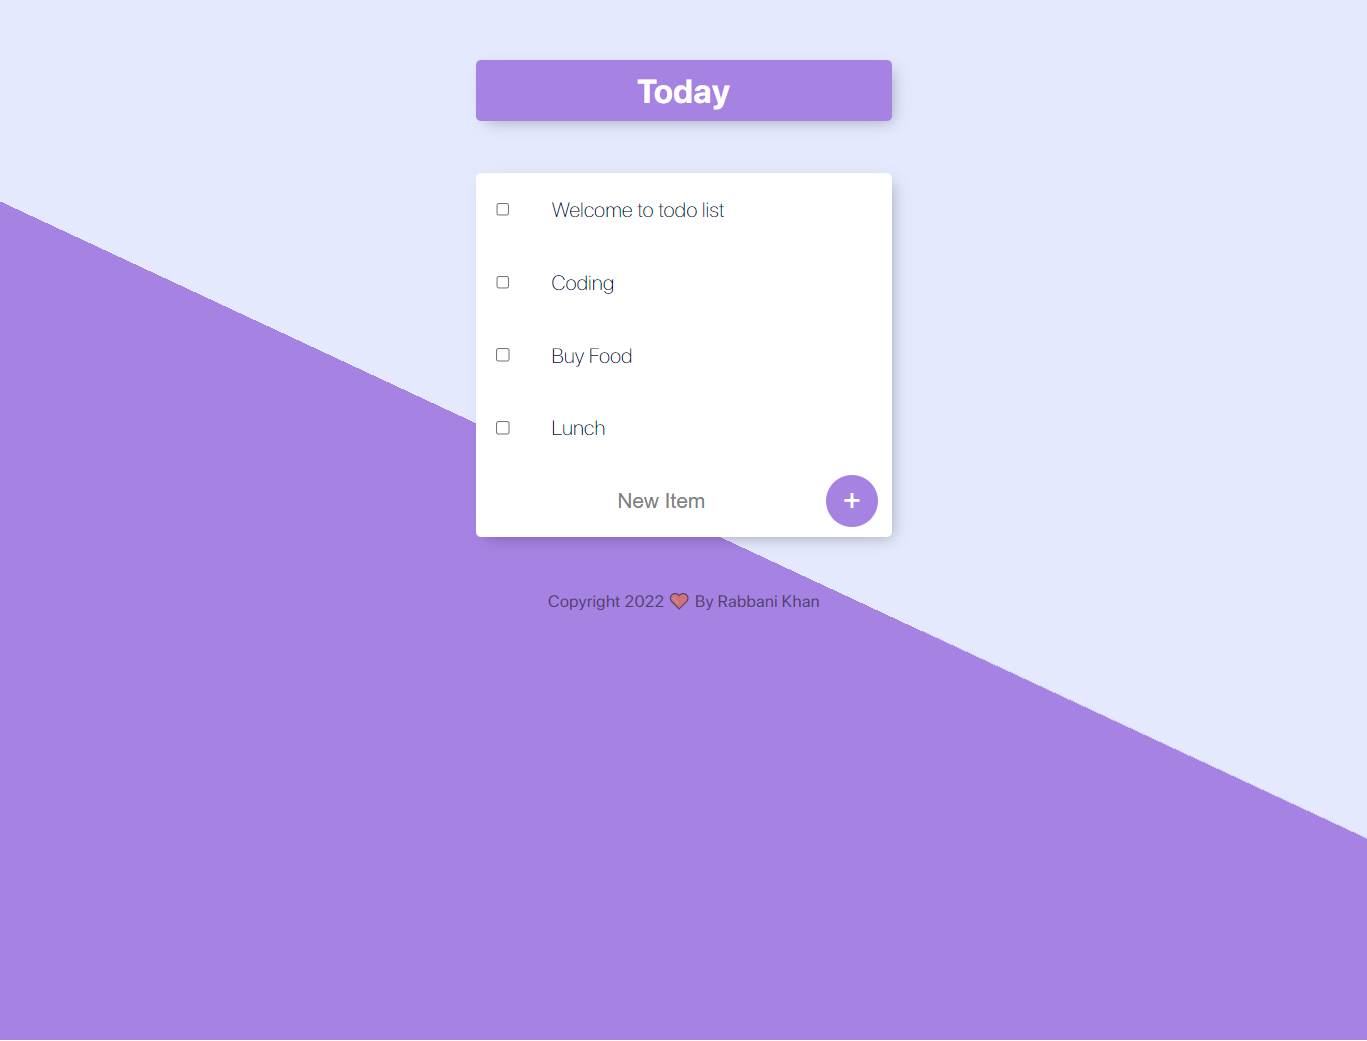 Today
Welcome to todo list
Coding
Buy Food
Lunch
New Item
+
Copyright 2022 ❤ By Rabbani Khan